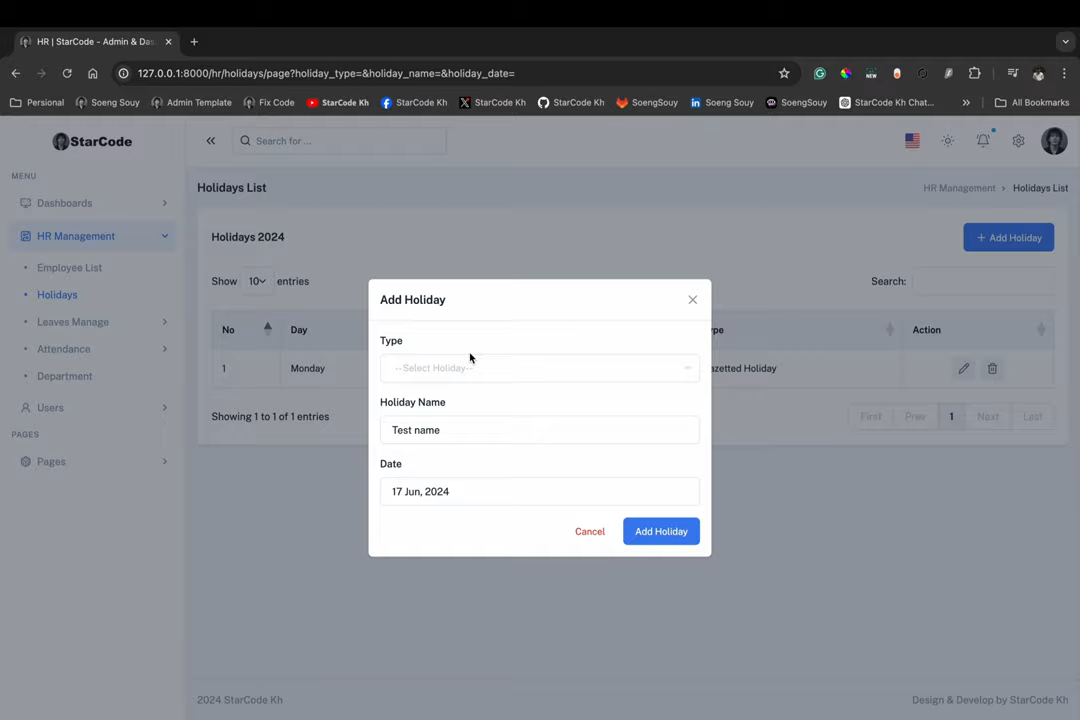 HR | StarCode - Admin & Das
127.0.0.1:8000/hr/holidays/page?holiday_type=&holiday_name=&holiday_date=
Personal Soeng Souy Admin Template Fix Code StarCode Kh StarCode Kh StarCode Kh StarCode Kh SoengSouy Soeng Souy SoengSouy StarCode Kh Chat... » All Bookmarks
StarCode
Search for ...
MENU
Dashboards
HR Management
Employee List
Holidays
Leaves Manage
Attendance
Department
Users
PAGES
Pages
Holidays List
HR Management Holidays List
Holidays 2024
+ Add Holiday
Show 10 entries
Search:
No Day ype Action
1 Monday azetted Holiday
Showing 1 to 1 of 1 entries
First Prev 1 Next Last
Add Holiday
Type
--Select Holiday--
Holiday Name
Test name
Date
17 Jun, 2024
Cancel Add Holiday
2024 StarCode Kh
Design & Develop by StarCode Kh